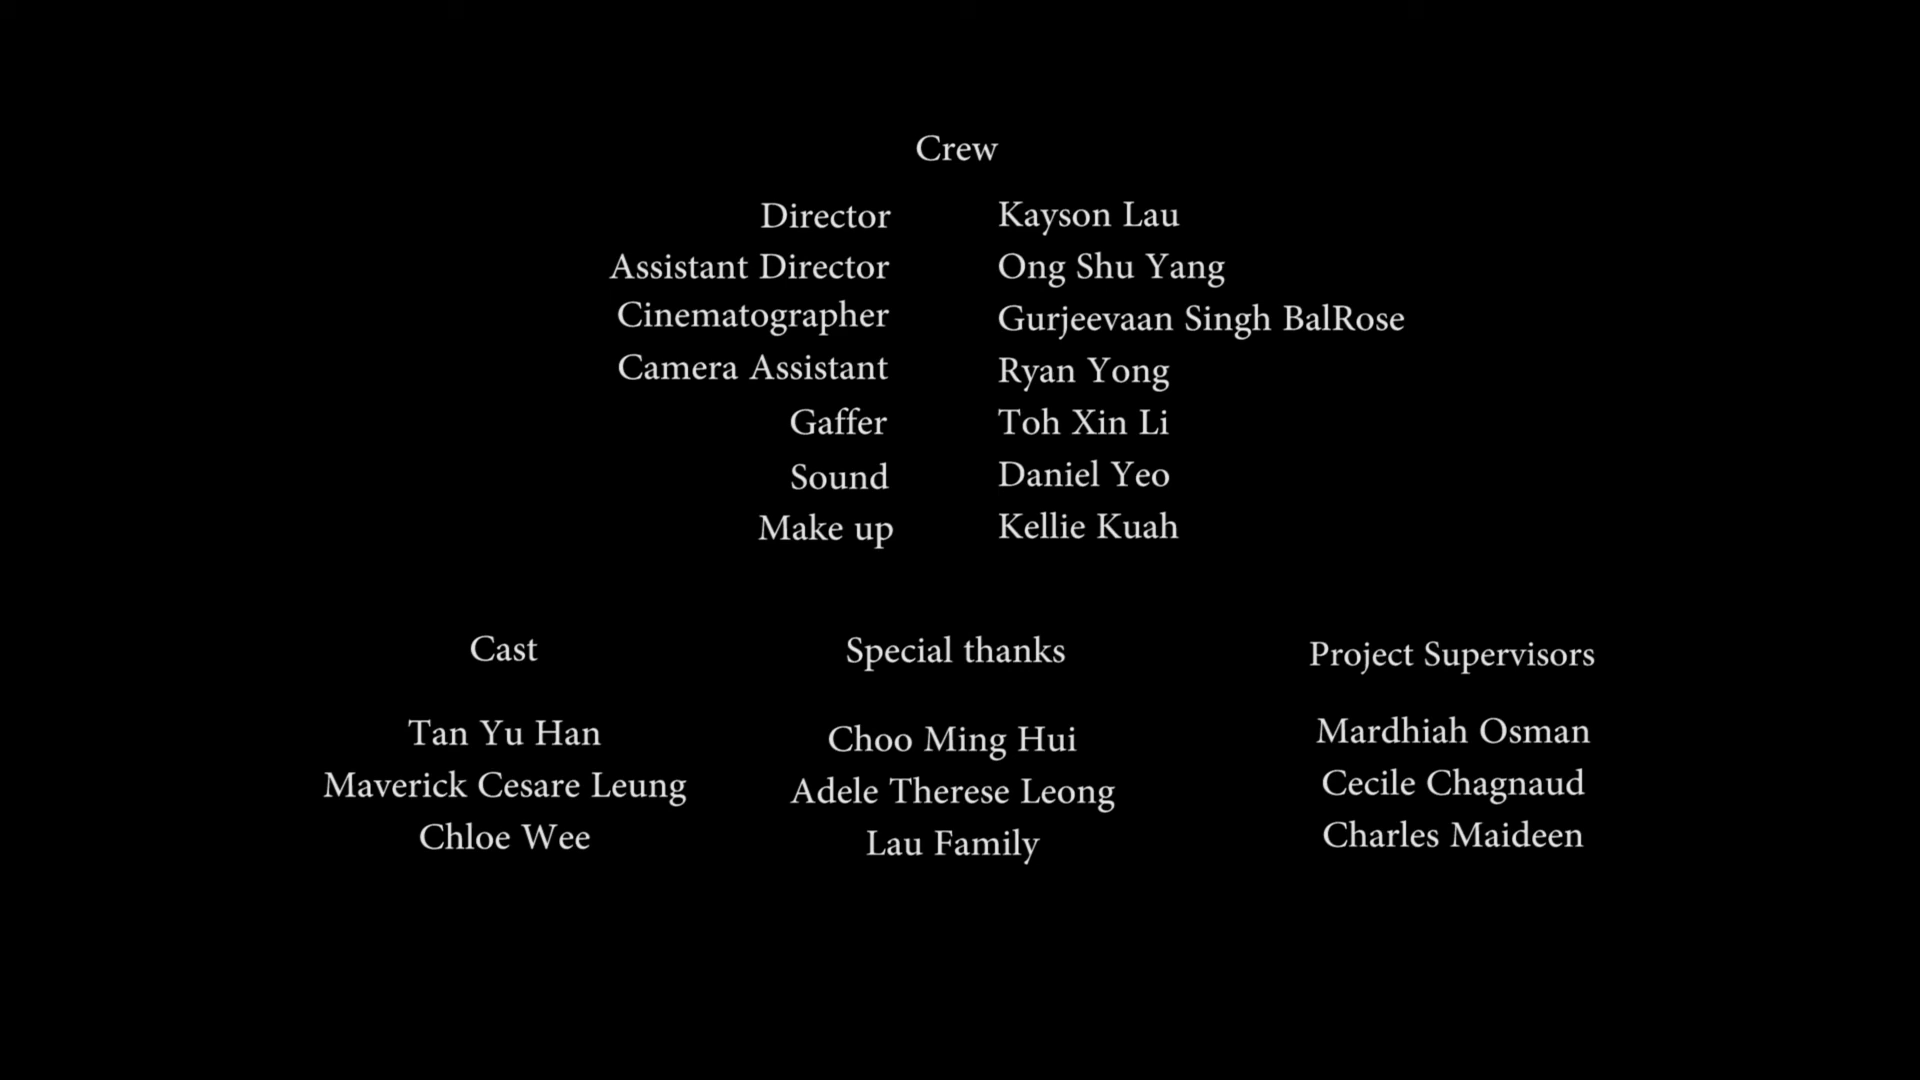 Crew
Director Kayson Lau
Assistant Director Ong Shu Yang
Cinematographer Gurjeevaan Singh BalRose
Camera Assistant Ryan Yong
Gaffer Toh Xin Li
Sound Daniel Yeo
Make up Kellie Kuah
Cast
Tan Yu Han
Maverick Cesare Leung
Chloe Wee
Special thanks
Choo Ming Hui
Adele Therese Leong
Lau Family
Project Supervisors
Mardhiah Osman
Cecile Chagnaud
Charles Maideen